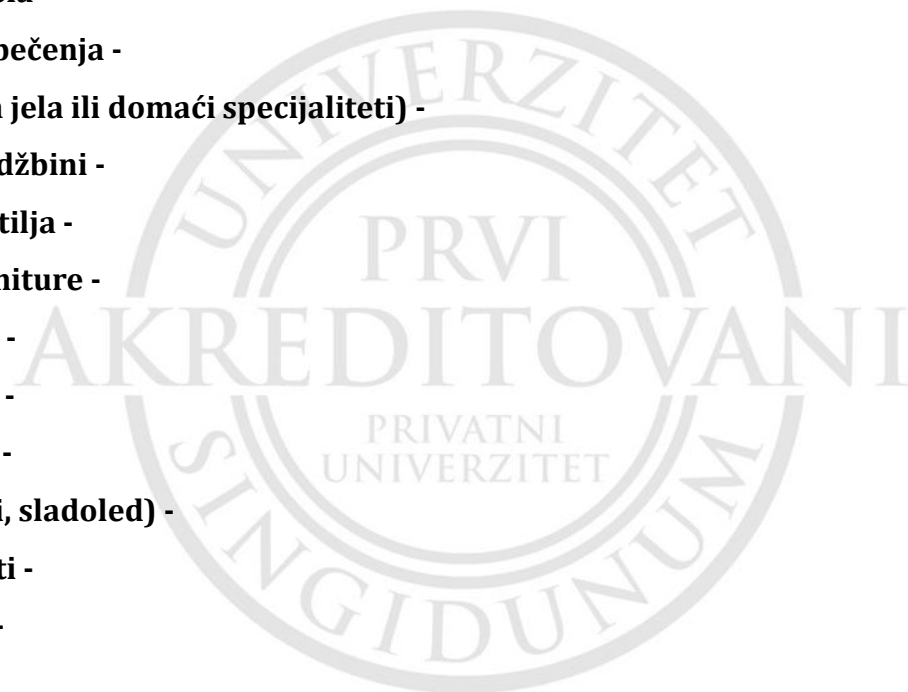 pečenja -
jela ili domaći specijaliteti) -
džbini -
tilja -
niture -
-
-
-
i, sladoled) -
ti -
-
UNIVERZITET
PRVI
AKREDITOVANI
PRIVATNI
UNIVERZITET
SINGIDUNUM